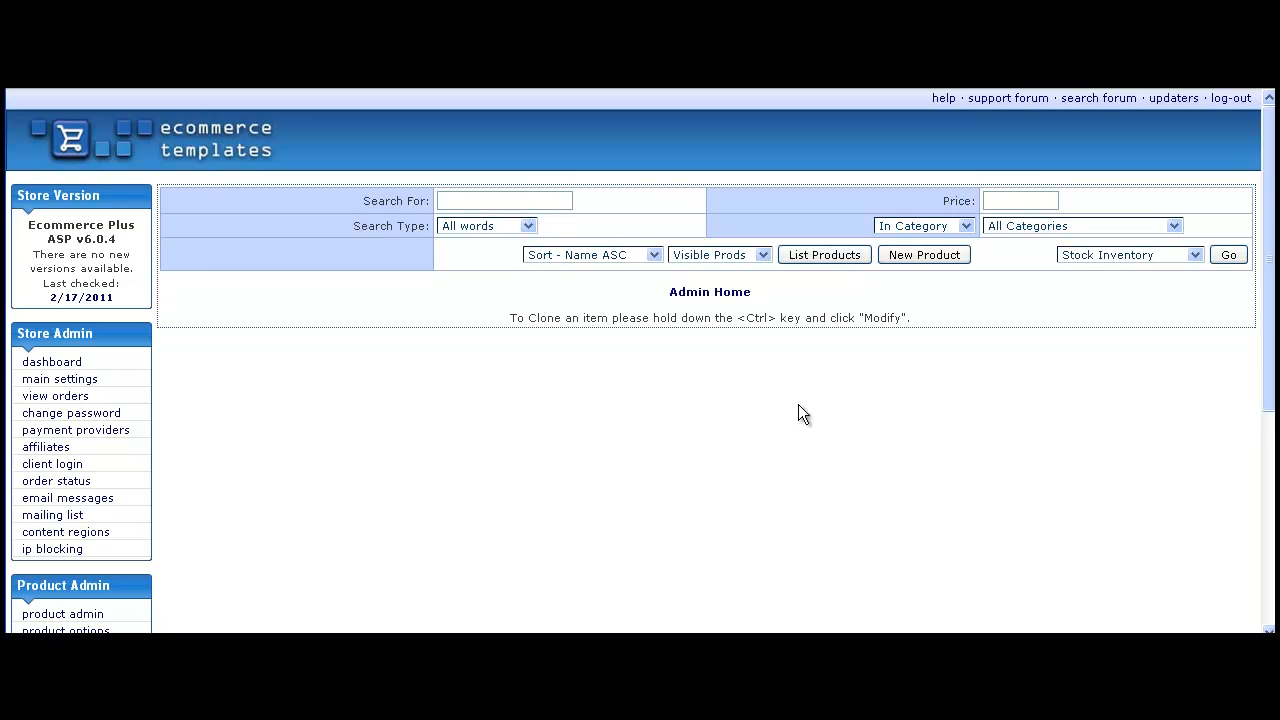 help · support forum · search forum · updaters · log-out
ecommerce
templates
Store Version
Ecommerce Plus
ASP v6.0.4
There are no new
versions available.
Last checked:
2/17/2011
Store Admin
dashboard
main settings
view orders
change password
payment providers
affiliates
client login
order status
email messages
mailing list
content regions
ip blocking
Product Admin
product admin
product options
Search For: Price:
Search Type: All words In Category All Categories
Sort - Name ASC Visible Prods List Products New Product Stock Inventory Go
Admin Home
To Clone an item please hold down the <Ctrl> key and click "Modify".